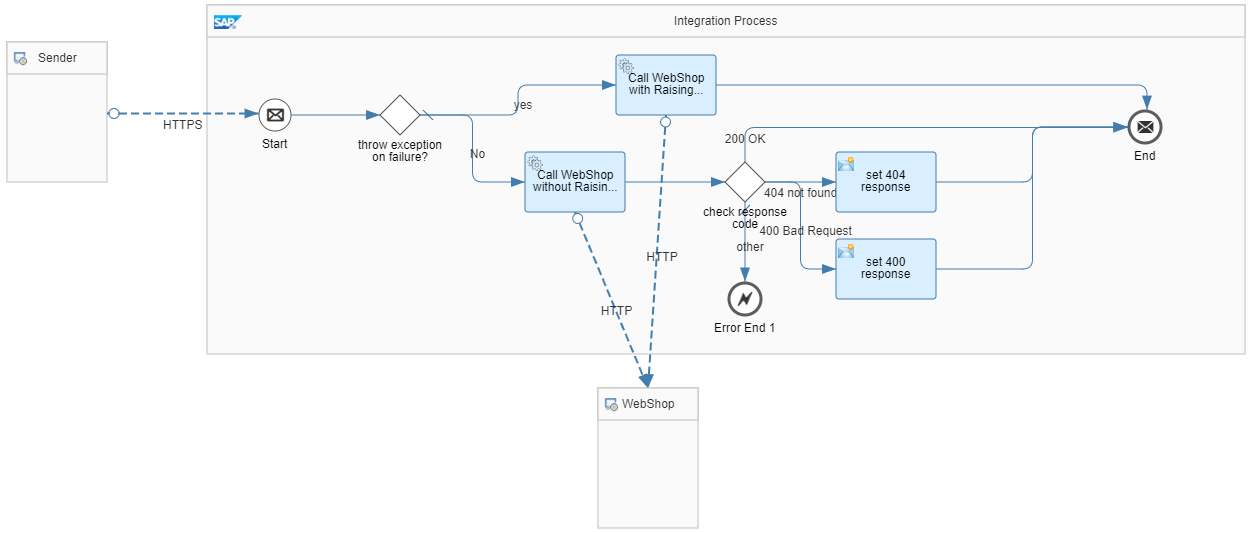 SAP
Integration Process
Sender
HTTPS
Start
throw exception
on failure?
yes
No
Call WebShop
with Raising...
Call WebShop
without Raisin...
200 OK
check response
code
404 not found
400 Bad Request
other
set 404
response
set 400
response
End
Error End 1
HTTP
HTTP
WebShop